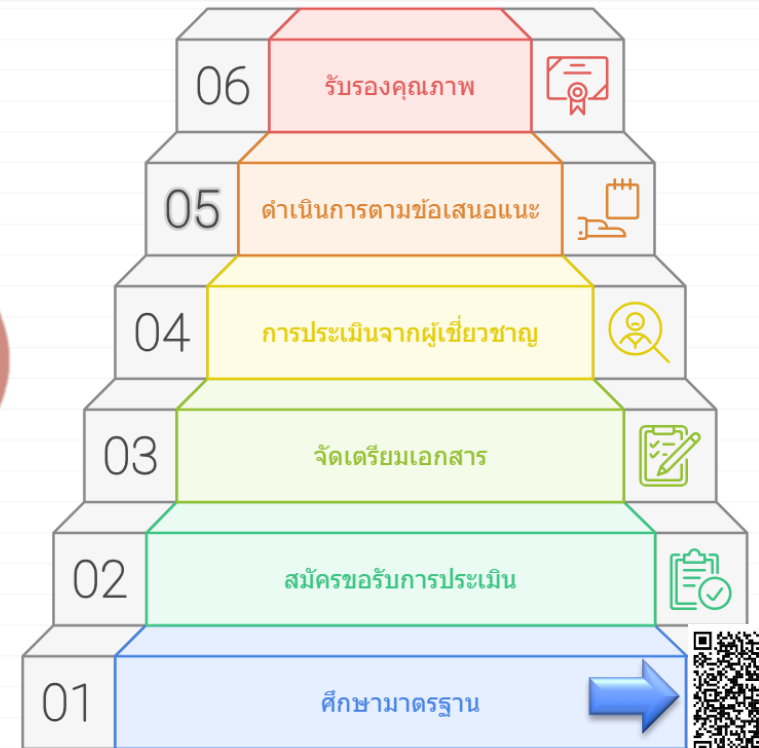 06 รับรองคุณภาพ
05 ดำเนินการตามข้อเสนอแนะ
04 การประเมินจากผู้เชี่ยวชาญ
03 จัดเตรียมเอกสาร
02 สมัครขอรับการประเมิน
01 ศึกษามาตรฐาน